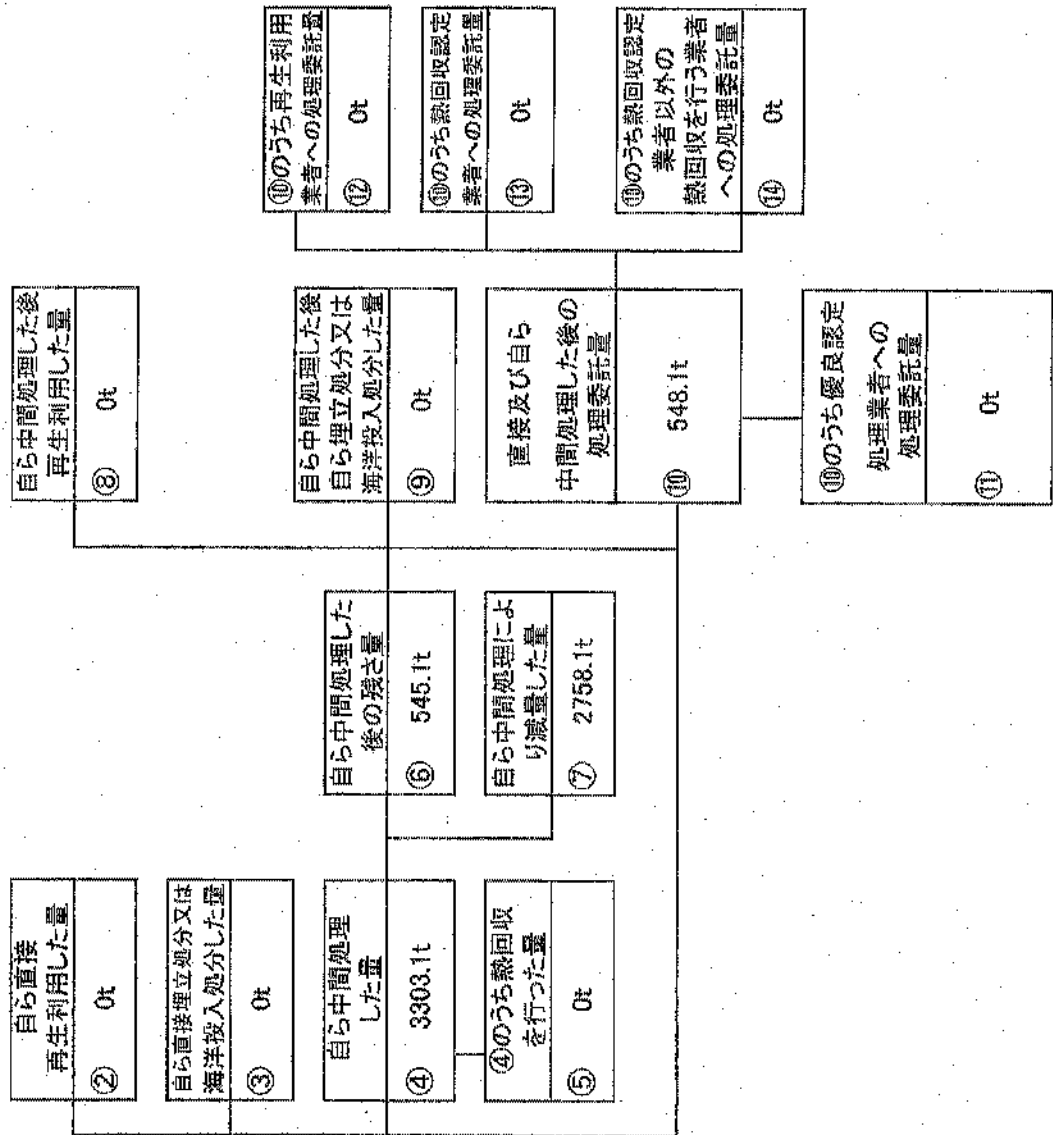 自ら直接
再生利用した量
② 0t
自ら直接埋立処分又は
海洋投入処分した量
③ 0t
自ら中間処理
した量
④ 3303.1t
④のうち熱回収
を行った量
⑤ 0t
自ら中間処理した
後の残さ量
⑥ 545.1t
自ら中間処理によ
り減量した量
⑦ 2758.1t
自ら中間処理した後
再生利用した量
⑧ 0t
自ら中間処理した後
自ら埋立処分又は
海洋投入処分した量
⑨ 0t
直接及び自ら
中間処理した後の
処理委託量
⑩ 548.1t
⑩のうち優良認定
処理業者への
処理委託量
⑪ 0t
⑩のうち再生利用
業者への処理委託量
⑫ 0t
⑩のうち熱回収認定
業者への処理委託量
⑬ 0t
⑩のうち熱回収認定
業者以外の
熱回収を行う業者
への処理委託量
⑭ 0t